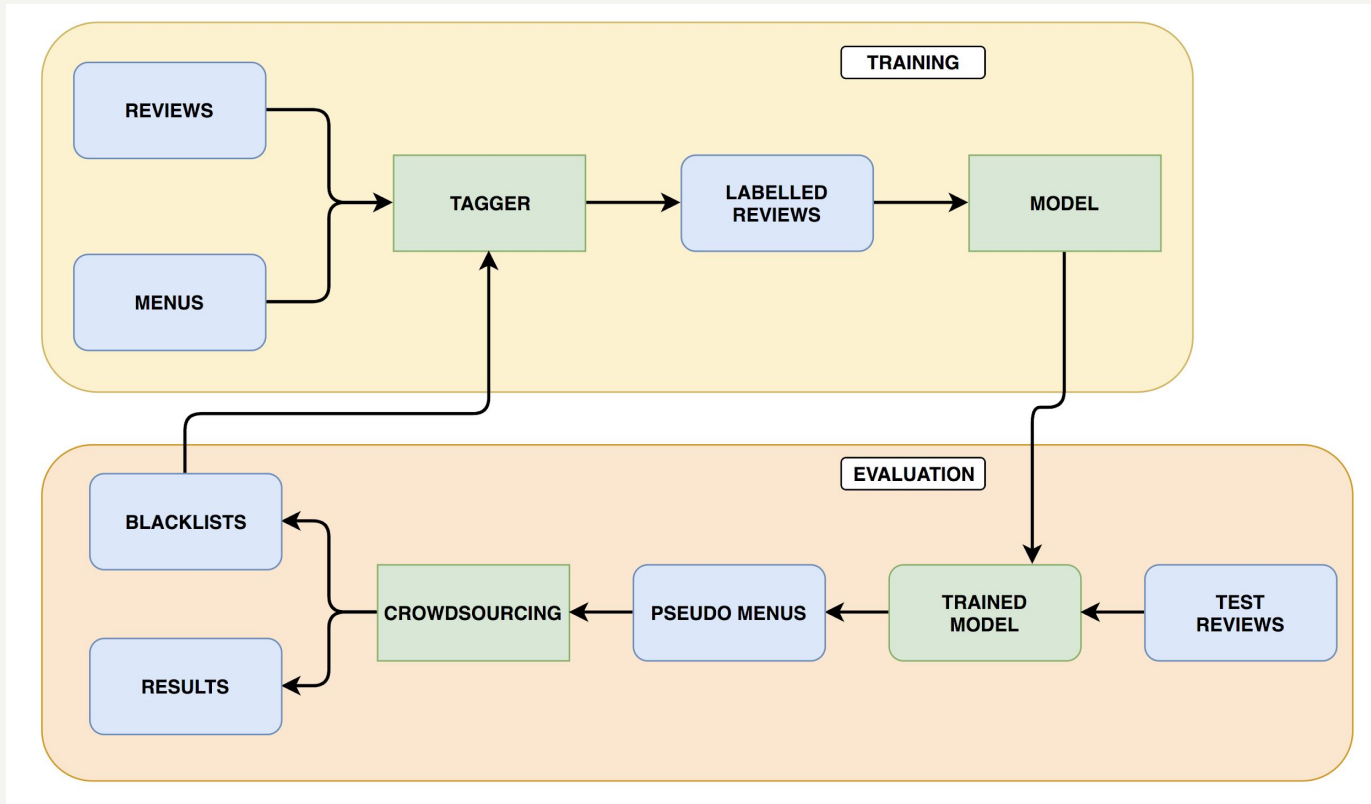 TRAINING
REVIEWS
MENUS
TAGGER
LABELLED
REVIEWS
MODEL
EVALUATION
BLACKLISTS
RESULTS
CROWDSOURCING
PSEUDO MENUS
TRAINED
MODEL
TEST
REVIEWS